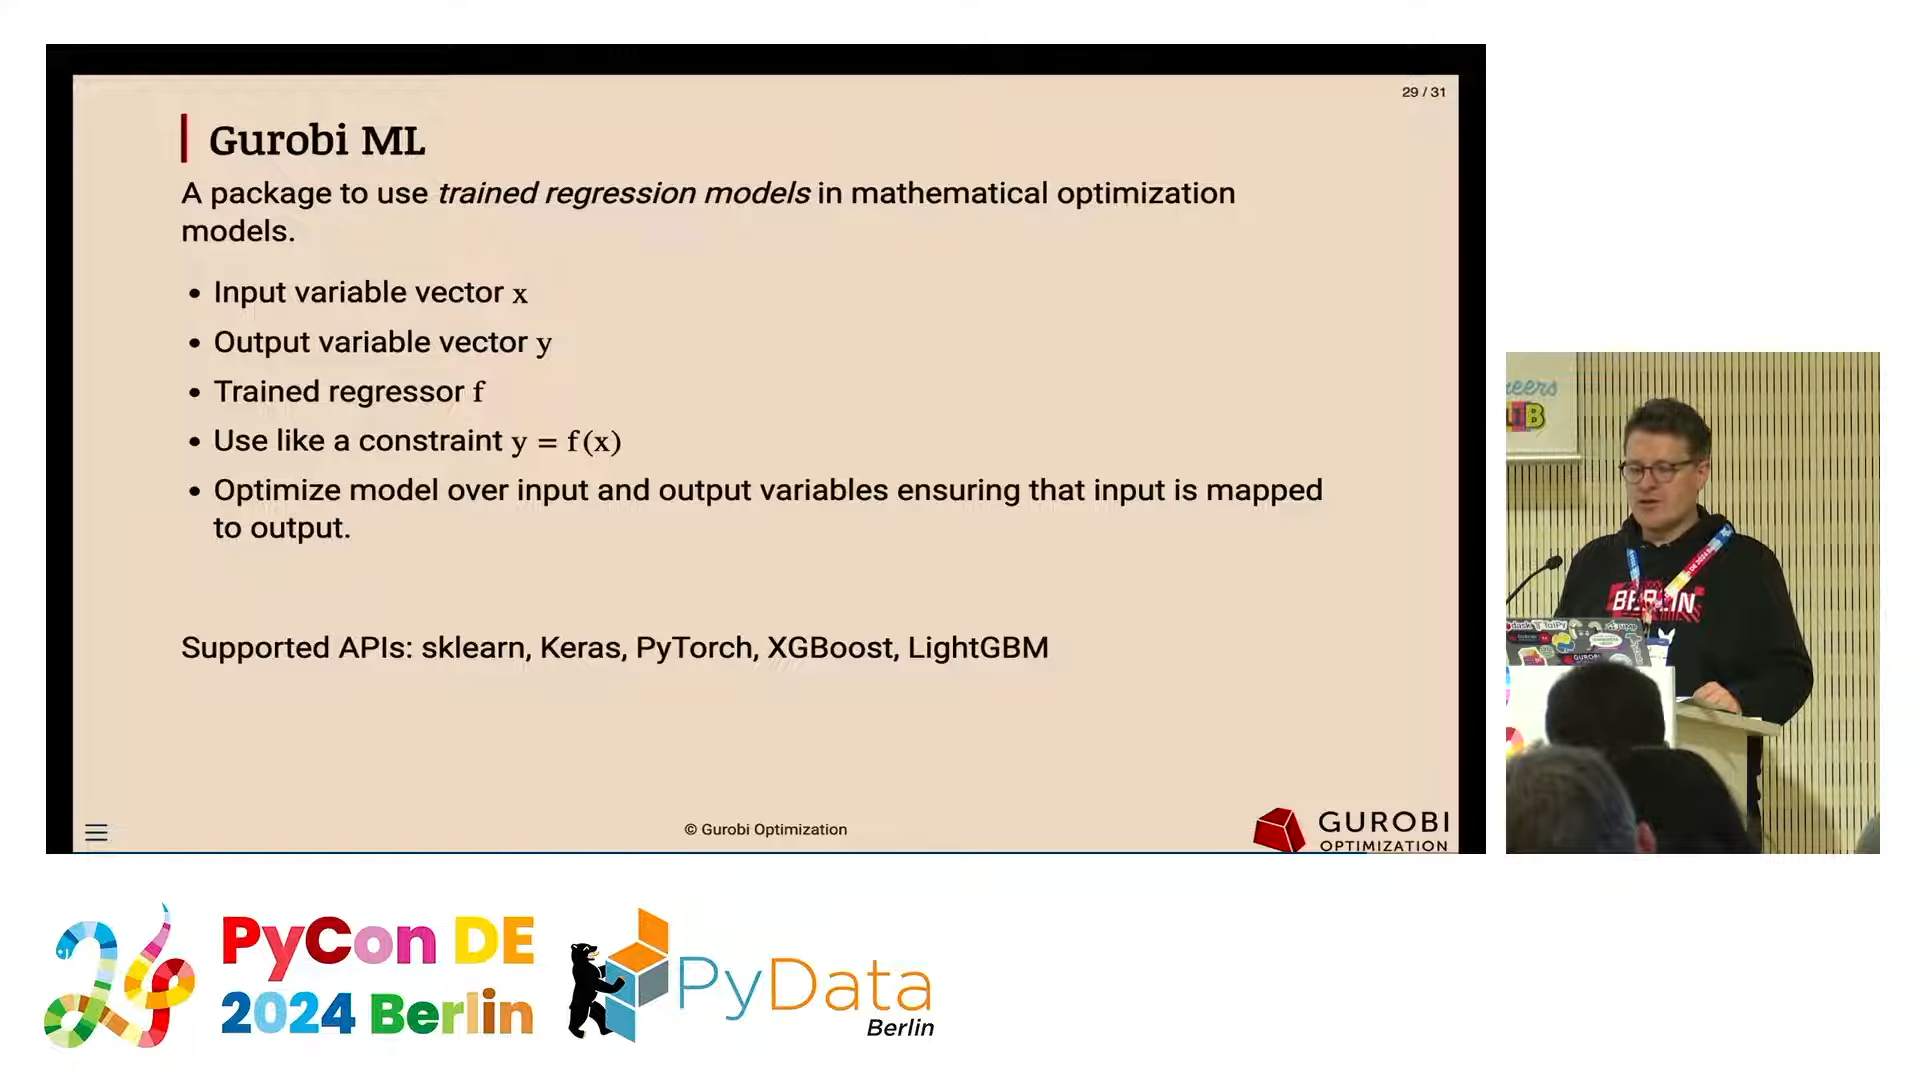 29 / 31
Gurobi ML
A package to use trained regression models in mathematical optimization
models.
• Input variable vector x
• Output variable vector y
• Trained regressor f
• Use like a constraint y = f(x)
• Optimize model over input and output variables ensuring that input is mapped
to output.
Supported APIs: sklearn, Keras, PyTorch, XGBoost, LightGBM
© Gurobi Optimization
GUROBI
OPTIMIZATION
BERLIN
PyCon DE
2024 Berlin
PyData
Berlin